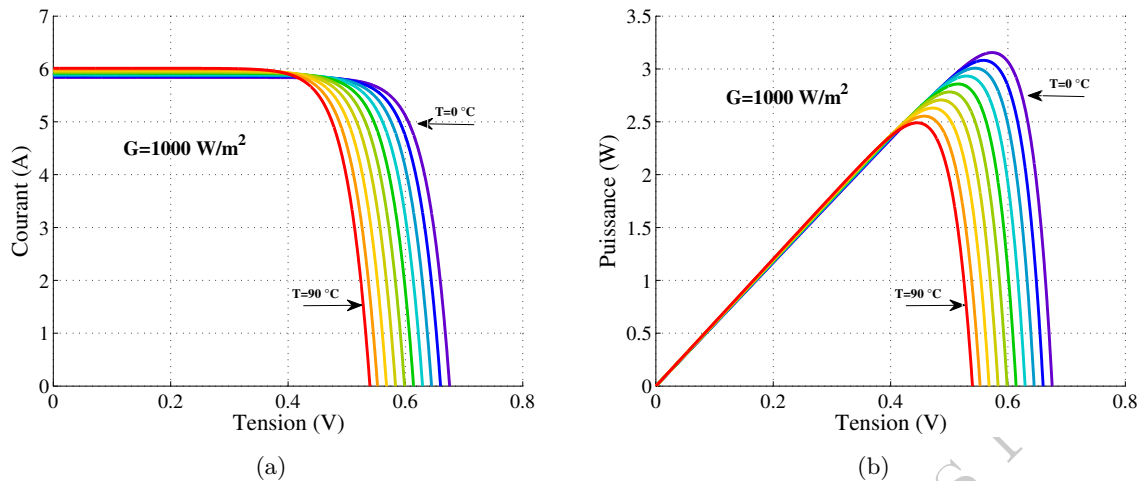 7
6
5
4
3
2
1
0
0
0.2
0.4
0.6
0.8
Courant (A)
Tension (V)
G=1000 W/m²
T=0 °C
T=90 °C
(a)
3.5
3
2.5
2
1.5
1
0.5
0
0
0.2
0.4
0.6
0.8
Puissance (W)
Tension (V)
G=1000 W/m²
T=0 °C
T=90 °C
(b)